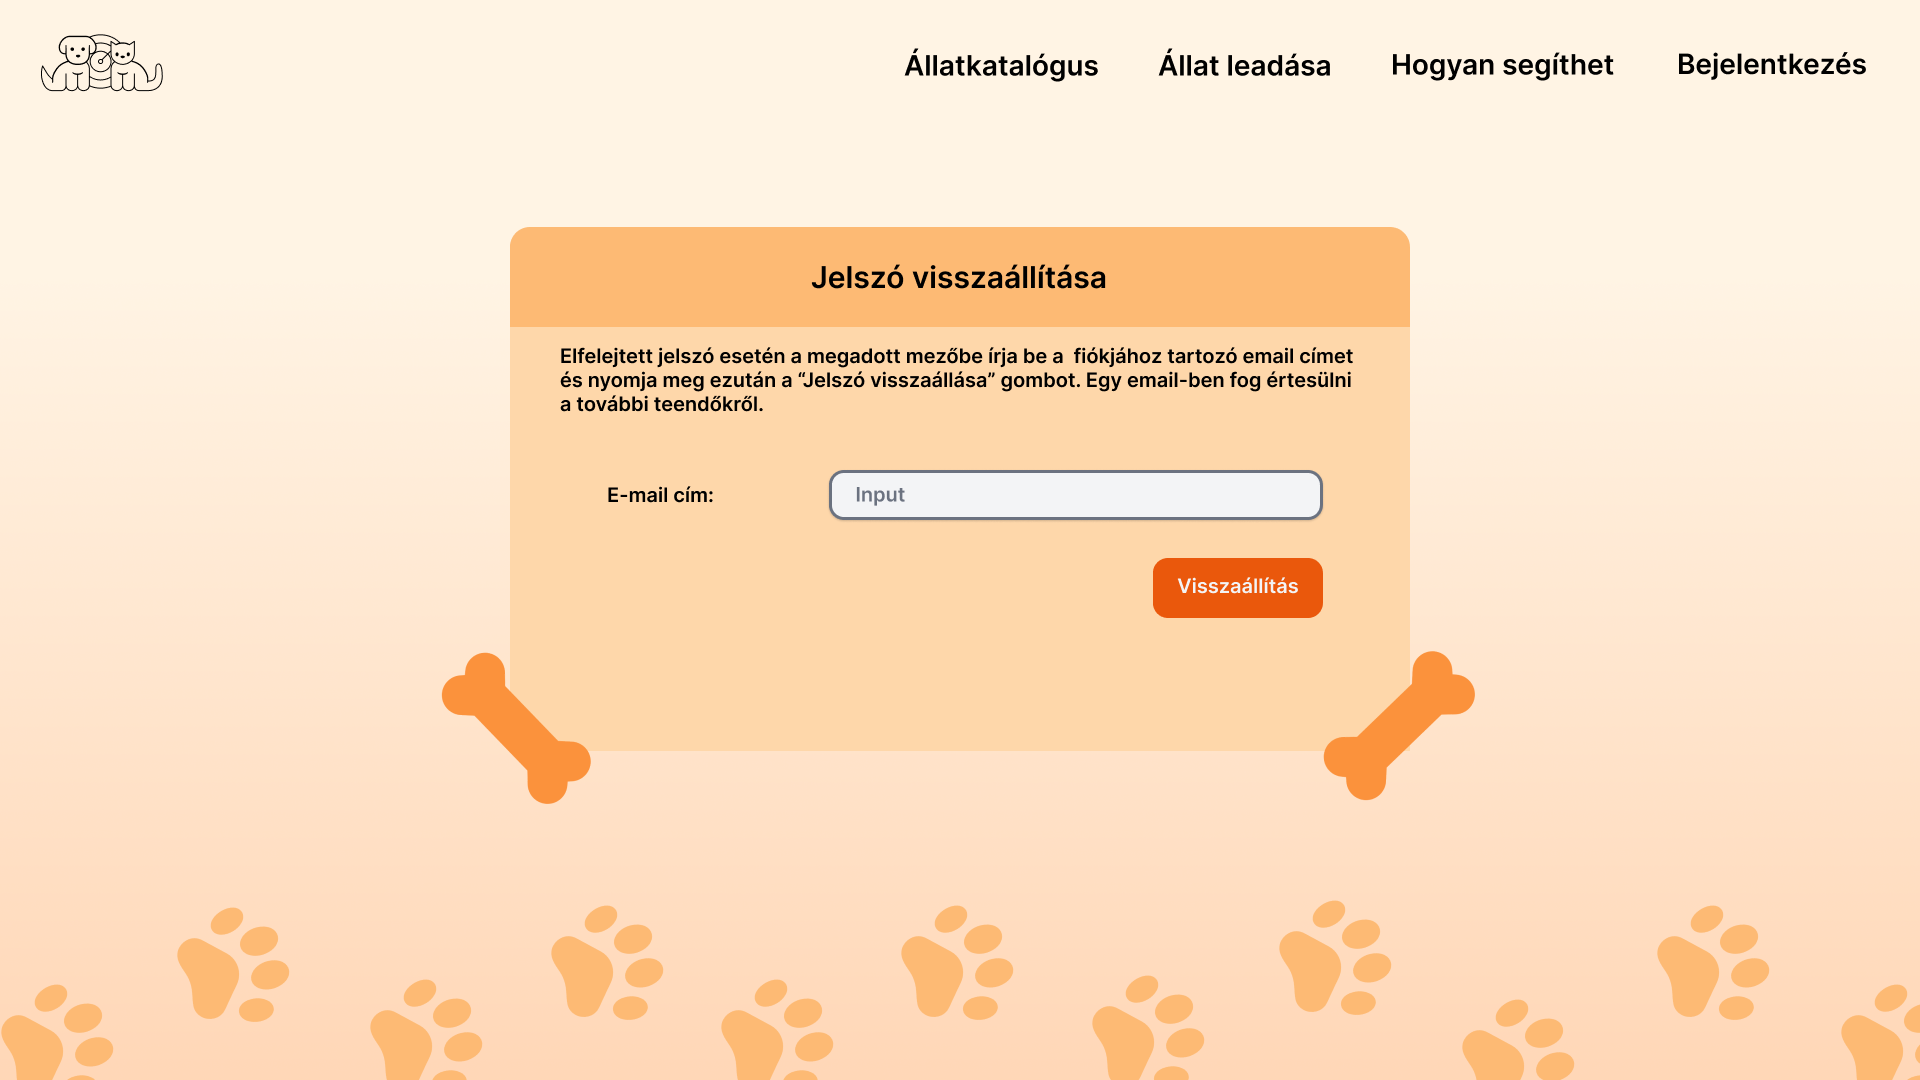 Állatkatalógus Állat leadása Hogyan segíthet Bejelentkezés
Jelszó visszaállítása
Elfelejtett jelszó esetén a megadott mezőbe írja be a  fiókjához tartozó email címet
és nyomja meg ezután a “Jelszó visszaállása” gombot. Egy email-ben fog értesülni
a további teendőkről.
E-mail cím: Input
Visszaállítás